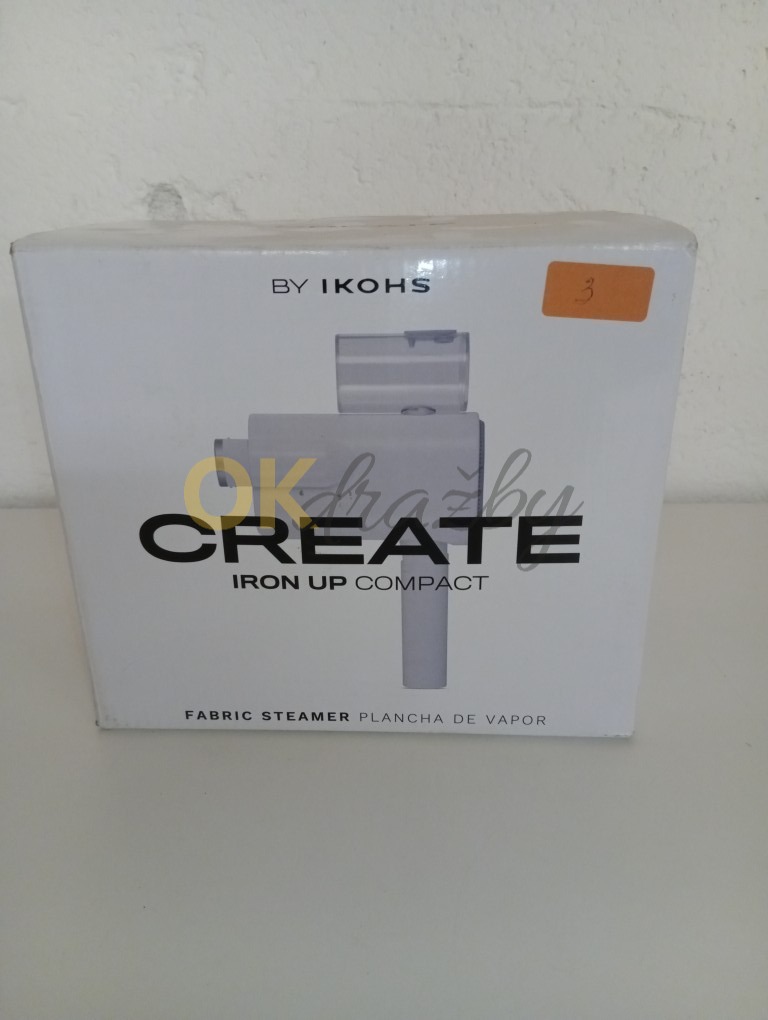 BY IKOHS
3
OKdražby
CREATE
IRON UP COMPACT
FABRIC STEAMER PLANCHA DE VAPOR